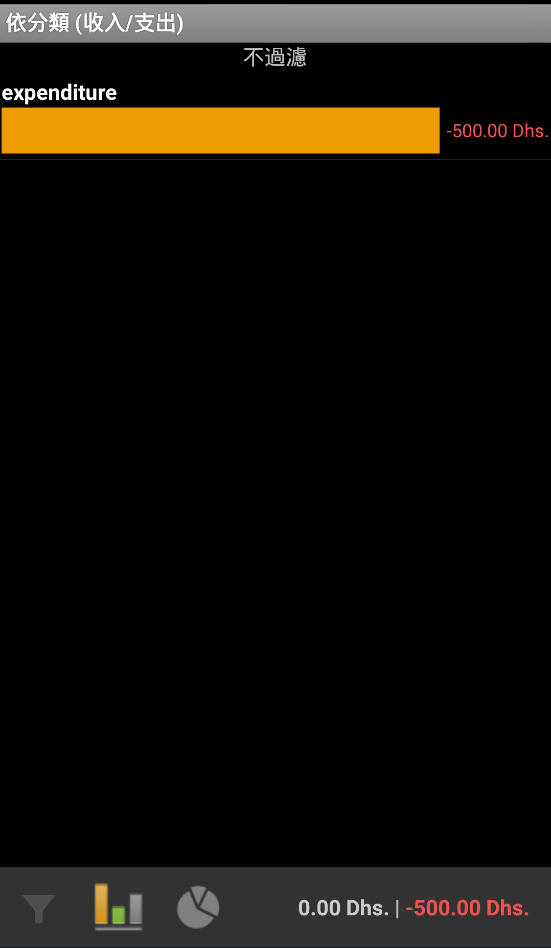 依分類 (收入/支出)
不過濾
expenditure
-500.00 Dhs.
0.00 Dhs. | -500.00 Dhs.